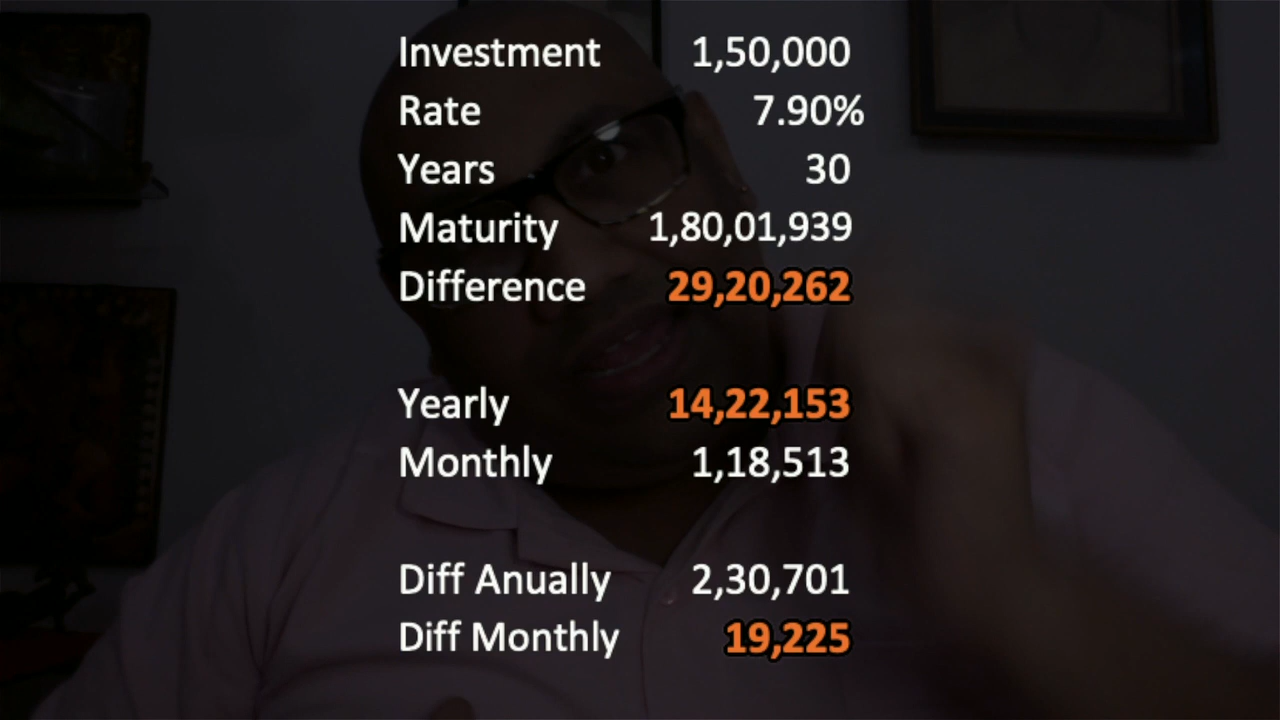 Investment 1,50,000
Rate 7.90%
Years 30
Maturity 1,80,01,939
Difference 29,20,262
Yearly 14,22,153
Monthly 1,18,513
Diff Anually 2,30,701
Diff Monthly 19,225